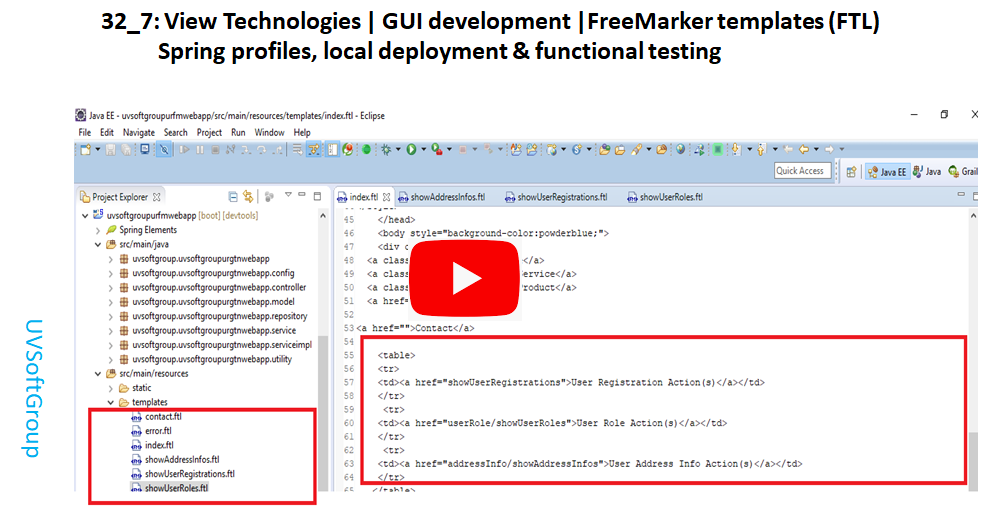 32_7: View Technologies | GUI development |FreeMarker templates (FTL)
Spring profiles, local deployment & functional testing
Java EE - uvsoftgroupurfmwebapp/src/main/resources/templates/index.ftl - Eclipse
File Edit Navigate Search Project Run Window Help
Quick Access
Java EE
Java
Grail
Project Explorer
uvsoftgroupurfmwebapp [boot] [devtools]
Spring Elements
src/main/java
uvsoftgroup.uvsoftgroupurgtnwebapp
uvsoftgroup.uvsoftgroupurgtnwebapp.config
uvsoftgroup.uvsoftgroupurgtnwebapp.controller
uvsoftgroup.uvsoftgroupurgtnwebapp.model
uvsoftgroup.uvsoftgroupurgtnwebapp.repository
uvsoftgroup.uvsoftgroupurgtnwebapp.service
uvsoftgroup.uvsoftgroupurgtnwebapp.serviceimpl
uvsoftgroup.uvsoftgroupurgtnwebapp.utility
src/main/resources
static
templates
contact.ftl
error.ftl
index.ftl
showAddressInfos.ftl
showUserRegistrations.ftl
showUserRoles.ftl
index.ftl showAddressInfos.ftl showUserRegistrations.ftl showUserRoles.ftl
45 </head>
46 <body style="background-color:powderblue;">
47 <div c
48 <a class </a>
49 <a clas ervice</a>
50 <a clas roduct</a>
51 <a href=
52
53 <a href="">Contact</a>
54
55 <table>
56 <tr>
57 <td><a href="showUserRegistrations">User Registration Action(s)</a></td>
58 </tr>
59 <tr>
60 <td><a href="userRole/showUserRoles">User Role Action(s)</a></td>
61 </tr>
62 <tr>
63 <td><a href="addressInfo/showAddressInfos">User Address Info Action(s)</a></td>
64 </tr>
65 </table>
UVSoftGroup